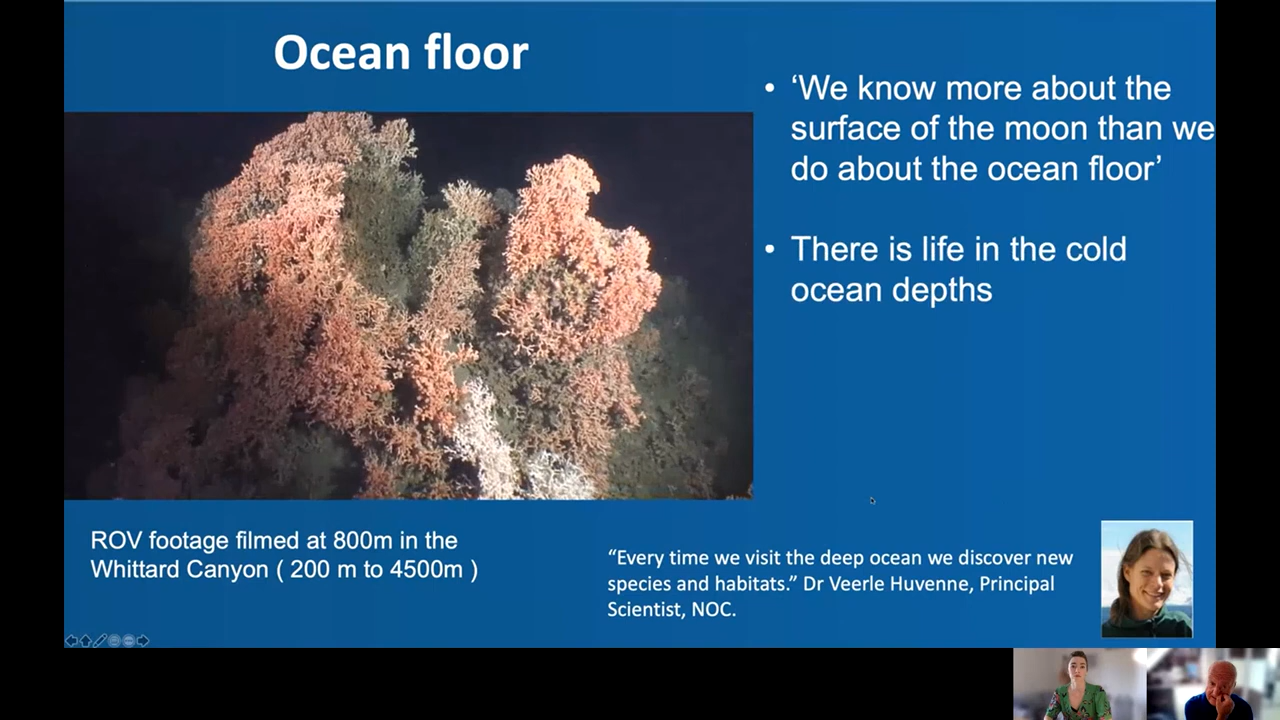 Ocean floor
• ‘We know more about the
surface of the moon than we
do about the ocean floor’
• There is life in the cold
ocean depths
ROV footage filmed at 800m in the
Whittard Canyon ( 200 m to 4500m )
“Every time we visit the deep ocean we discover new
species and habitats.” Dr Veerle Huvenne, Principal
Scientist, NOC.